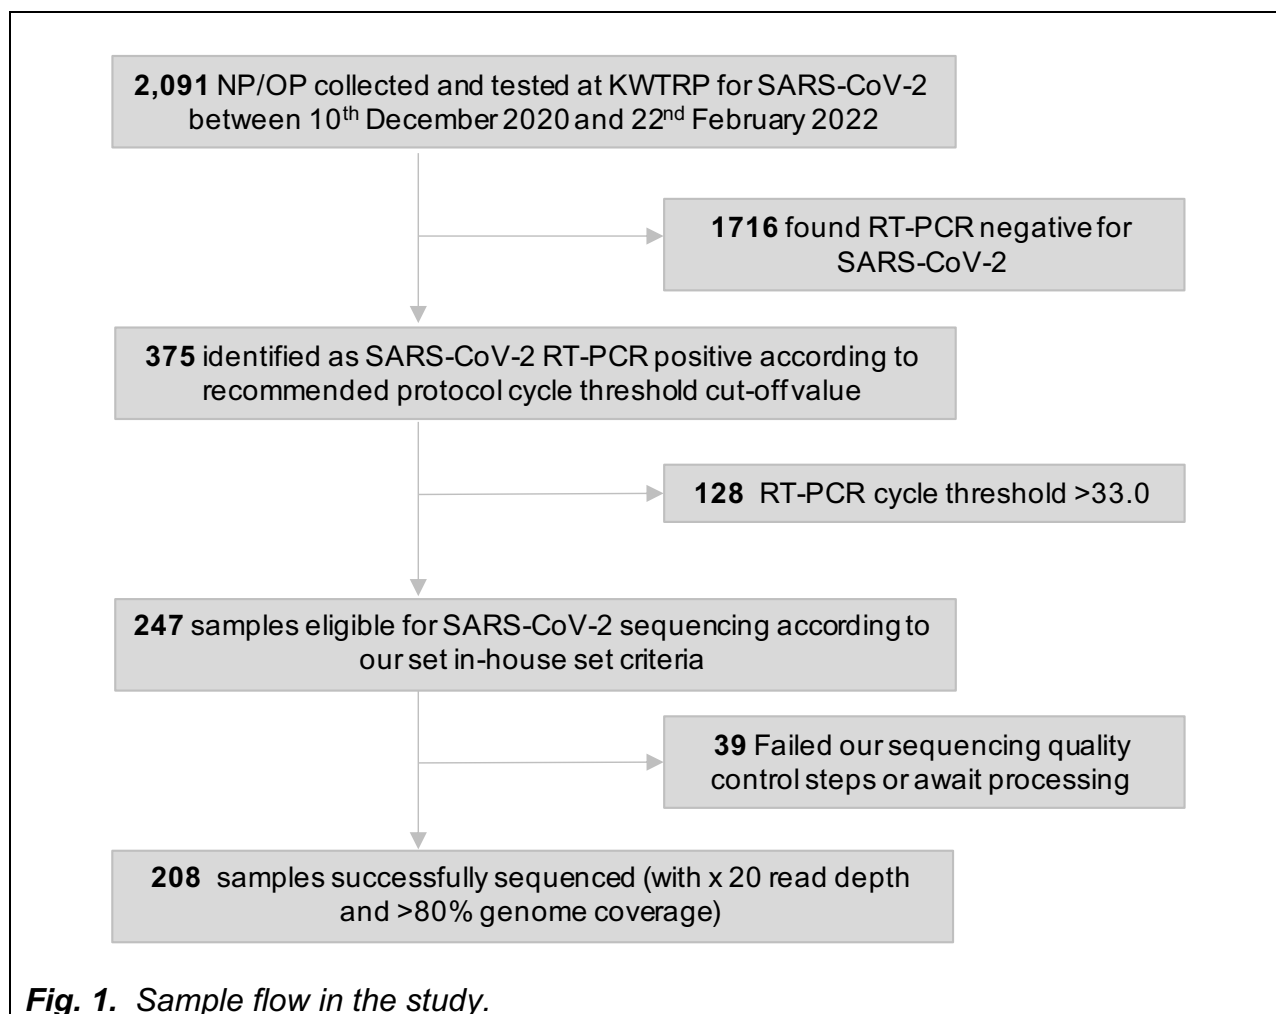 2,091 NP/OP collected and tested at KWTRP for SARS-CoV-2
between 10th December 2020 and 22nd February 2022
1716 found RT-PCR negative for
SARS-CoV-2
375 identified as SARS-CoV-2 RT-PCR positive according to
recommended protocol cycle threshold cut-off value
128 RT-PCR cycle threshold >33.0
247 samples eligible for SARS-CoV-2 sequencing according to
our set in-house set criteria
39 Failed our sequencing quality
control steps or await processing
208 samples successfully sequenced (with x 20 read depth
and >80% genome coverage)
Fig. 1. Sample flow in the study.